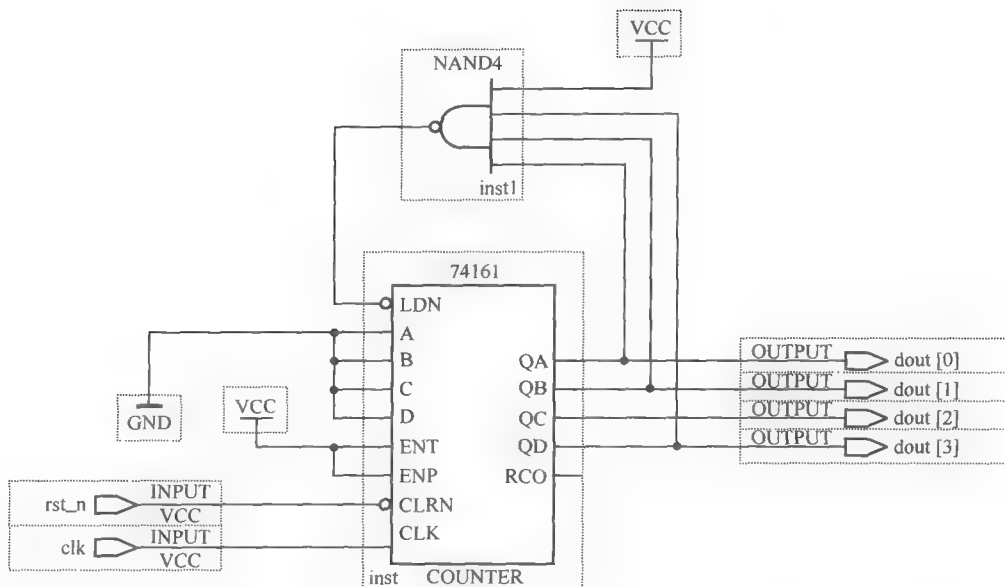 VCC
NAND4
inst1
74161
LDN
A
B
C
D
ENT
ENP
CLRN
CLK
QA
QB
QC
QD
RCO
GND
VCC
OUTPUT dout [0]
OUTPUT dout [1]
OUTPUT dout [2]
OUTPUT dout [3]
rst_n INPUT
VCC
clk INPUT
VCC
inst COUNTER